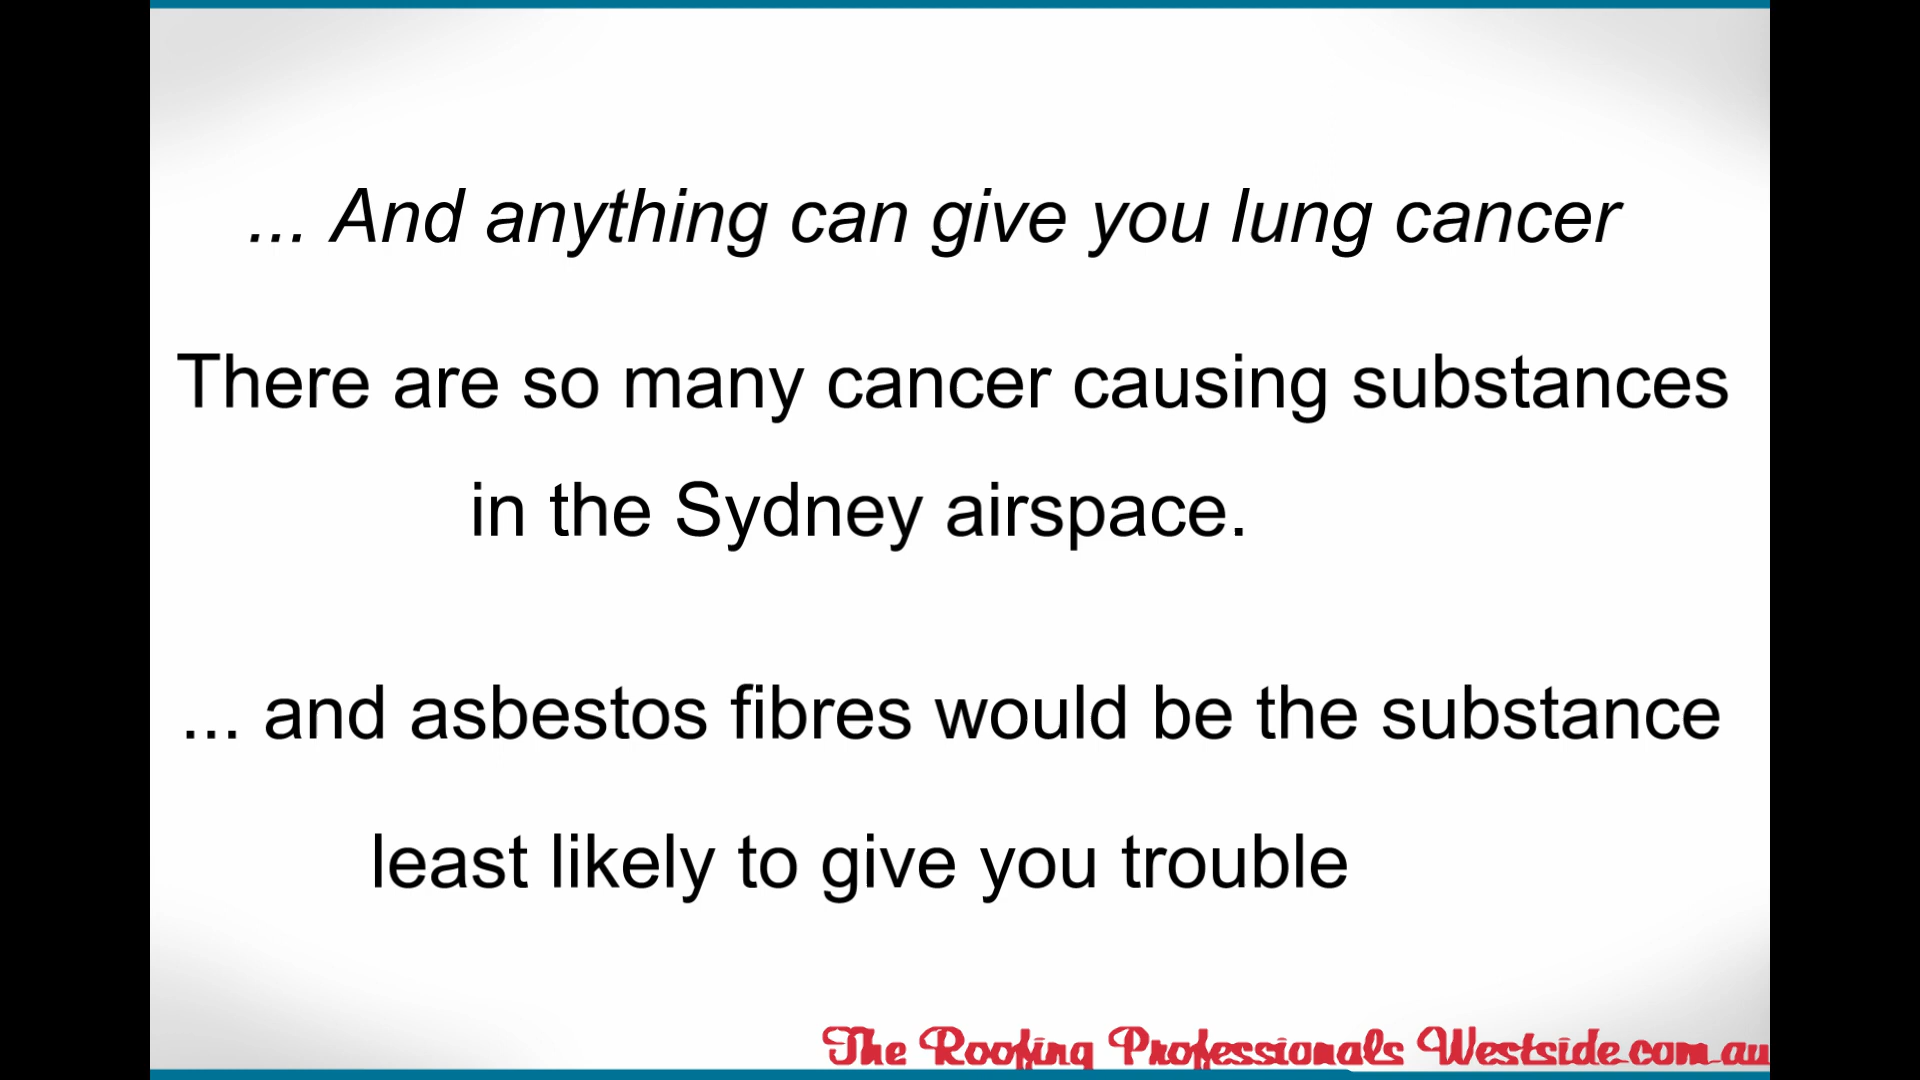 ... And anything can give you lung cancer
There are so many cancer causing substances
in the Sydney airspace.
... and asbestos fibres would be the substance
least likely to give you trouble
The Roofing Professionals Westside.com.au